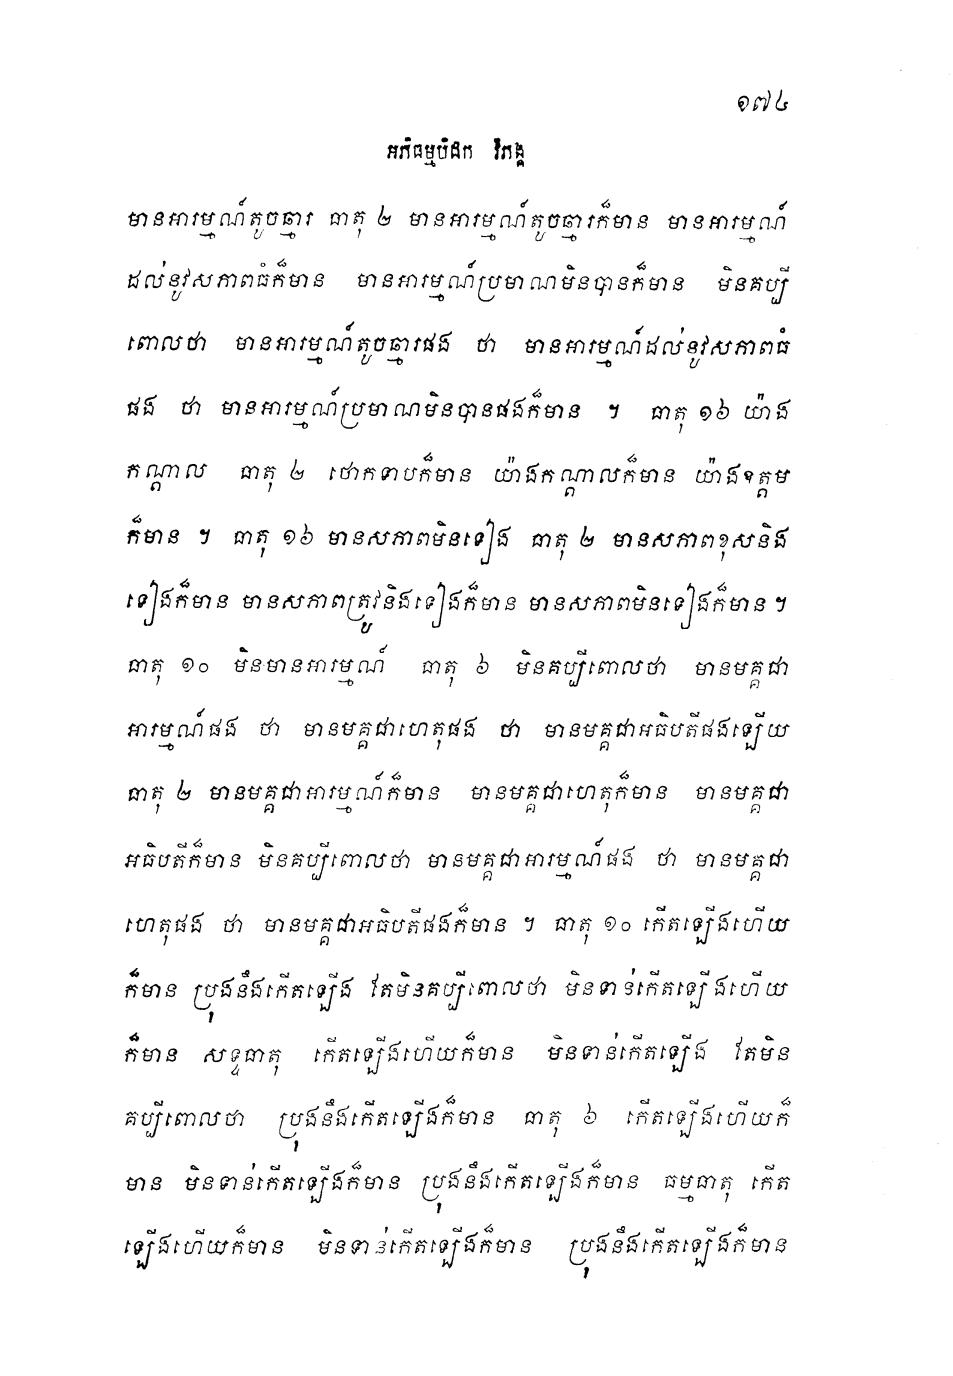 ១៧៤
អភិធម្មបិដក វិភង្គ
មានអារម្មណ៍តូចឆ្មារ ធាតុ ២ មានអារម្មណ៍តូចឆ្មារក៏មាន មានអារម្មណ៍
ដល់នូវសភាពធំក៏មាន មានអារម្មណ៍ប្រមាណមិនបានក៏មាន មិនគប្បី
ពោលថា មានអារម្មណ៍តូចឆ្មារផង ថា មានអារម្មណ៍ដល់នូវសភាពធំ
ផង ថា មានអារម្មណ៍ប្រមាណមិនបានផងក៏មាន ។ ធាតុ ១៦ យ៉ាង
កណ្តាល ធាតុ ២ ថោកទាបក៏មាន យ៉ាងកណ្តាលក៏មាន យ៉ាងឧត្តម
ក៏មាន ។ ធាតុ ១៦ មានសភាពមិនទៀង ធាតុ ២ មានសភាពខុសនិង
ទៀងក៏មាន មានសភាពត្រូវនិងទៀងក៏មាន មានសភាពមិនទៀងក៏មាន ។
ធាតុ ១០ មិនមានអារម្មណ៍ ធាតុ ៦ មិនគប្បីពោលថា មានមគ្គជា
អារម្មណ៍ផង ថា មានមគ្គជាហេតុផង ថា មានមគ្គជាអធិបតីផងឡើយ
ធាតុ ២ មានមគ្គជាអារម្មណ៍ក៏មាន មានមគ្គជាហេតុក៏មាន មានមគ្គជា
អធិបតីក៏មាន មិនគប្បីពោលថា មានមគ្គជាអារម្មណ៍ផង ថា មានមគ្គជា
ហេតុផង ថា មានមគ្គជាអធិបតីផងក៏មាន ។ ធាតុ ១០ កើតឡើងហើយ
ក៏មាន ប្រុងនឹងកើតឡើង តែមិនគប្បីពោលថា មិនទាន់កើតឡើងហើយ
ក៏មាន សទ្ទធាតុ កើតឡើងហើយក៏មាន មិនទាន់កើតឡើង តែមិន
គប្បីពោលថា ប្រុងនឹងកើតឡើងក៏មាន ធាតុ ៦ កើតឡើងហើយក៏
មាន មិនទាន់កើតឡើងក៏មាន ប្រុងនឹងកើតឡើងក៏មាន ធម្មធាតុ កើត
ឡើងហើយក៏មាន មិនទាន់កើតឡើងក៏មាន ប្រុងនឹងកើតឡើងក៏មាន